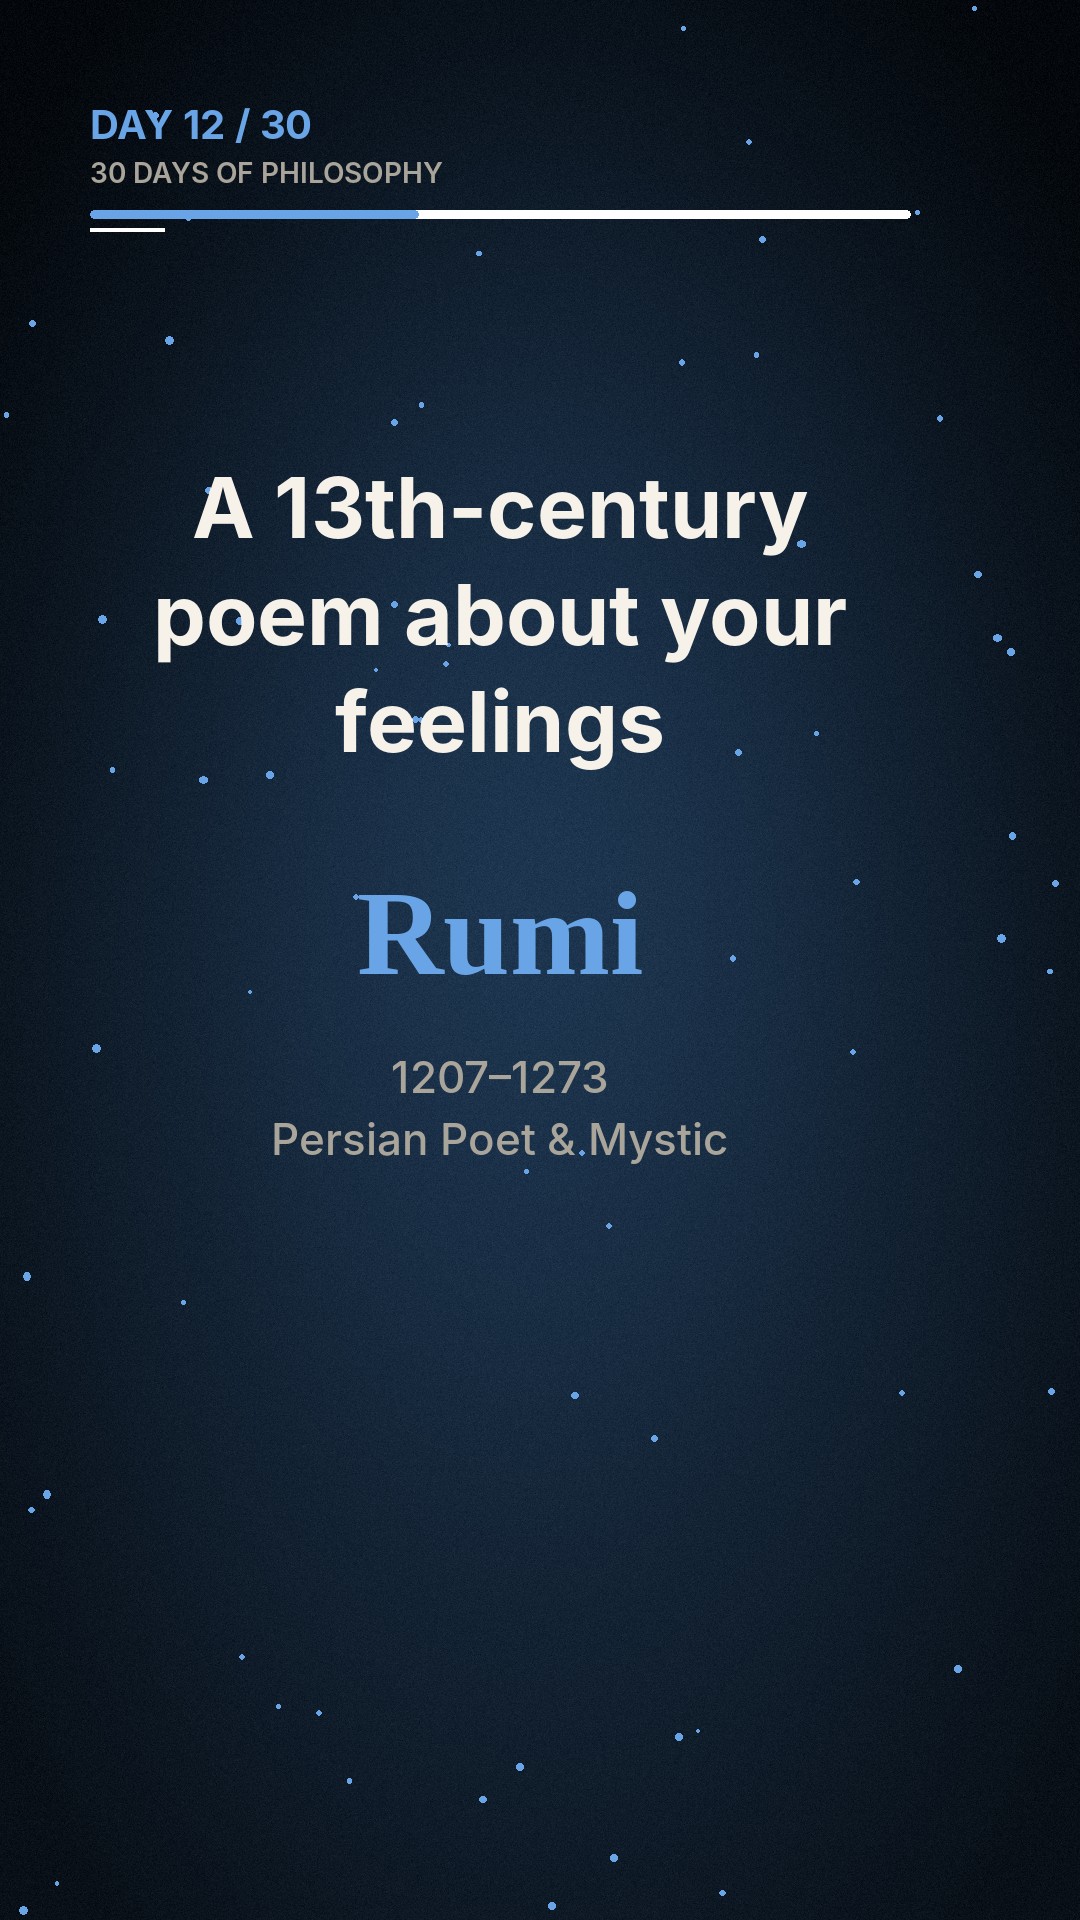 DAY 12 / 30
30 DAYS OF PHILOSOPHY
A 13th-century
poem about your
feelings
Rumi
1207–1273
Persian Poet & Mystic